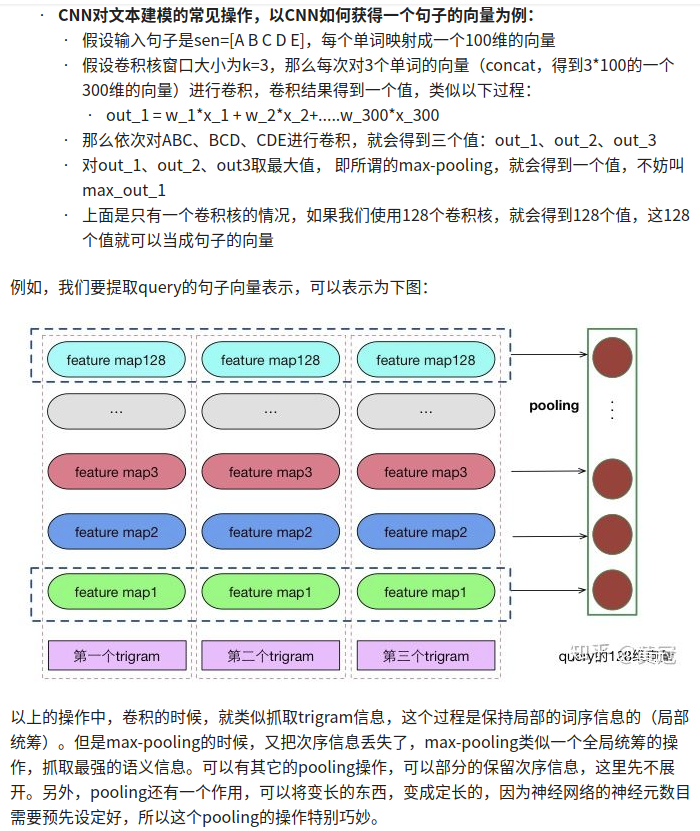 · CNN对文本建模的常见操作，以CNN如何获得一个句子的向量为例：
· 假设输入句子是sen=[A B C D E]，每个单词映射成一个100维的向量
· 假设卷积核窗口大小为k=3，那么每次对3个单词的向量（concat，得到3*100的一个
300维的向量）进行卷积，卷积结果得到一个值，类似以下过程：
· out_1 = w_1*x_1 + w_2*x_2+.....w_300*x_300
· 那么依次对ABC、BCD、CDE进行卷积，就会得到三个值：out_1、out_2、out_3
· 对out_1、out_2、out3取最大值， 即所谓的max-pooling，就会得到一个值，不妨叫
max_out_1
· 上面是只有一个卷积核的情况，如果我们使用128个卷积核，就会得到128个值，这128
个值就可以当成句子的向量
例如，我们要提取query的句子向量表示，可以表示为下图：
feature map128 feature map128 feature map128
... ... ...
pooling
feature map3 feature map3 feature map3
feature map2 feature map2 feature map2
feature map1 feature map1 feature map1
第一个trigram 第二个trigram 第三个trigram
query的128维向量
知乎 @黄冠
以上的操作中，卷积的时候，就类似抓取trigram信息，这个过程是保持局部的词序信息的（局部
统筹）。但是max-pooling的时候，又把次序信息丢失了，max-pooling类似一个全局统筹的操
作，抓取最强的语义信息。可以有其它的pooling操作，可以部分的保留次序信息，这里先不展
开。另外，pooling还有一个作用，可以将变长的东西，变成定长的，因为神经网络的神经元数目
需要预先设定好，所以这个pooling的操作特别巧妙。